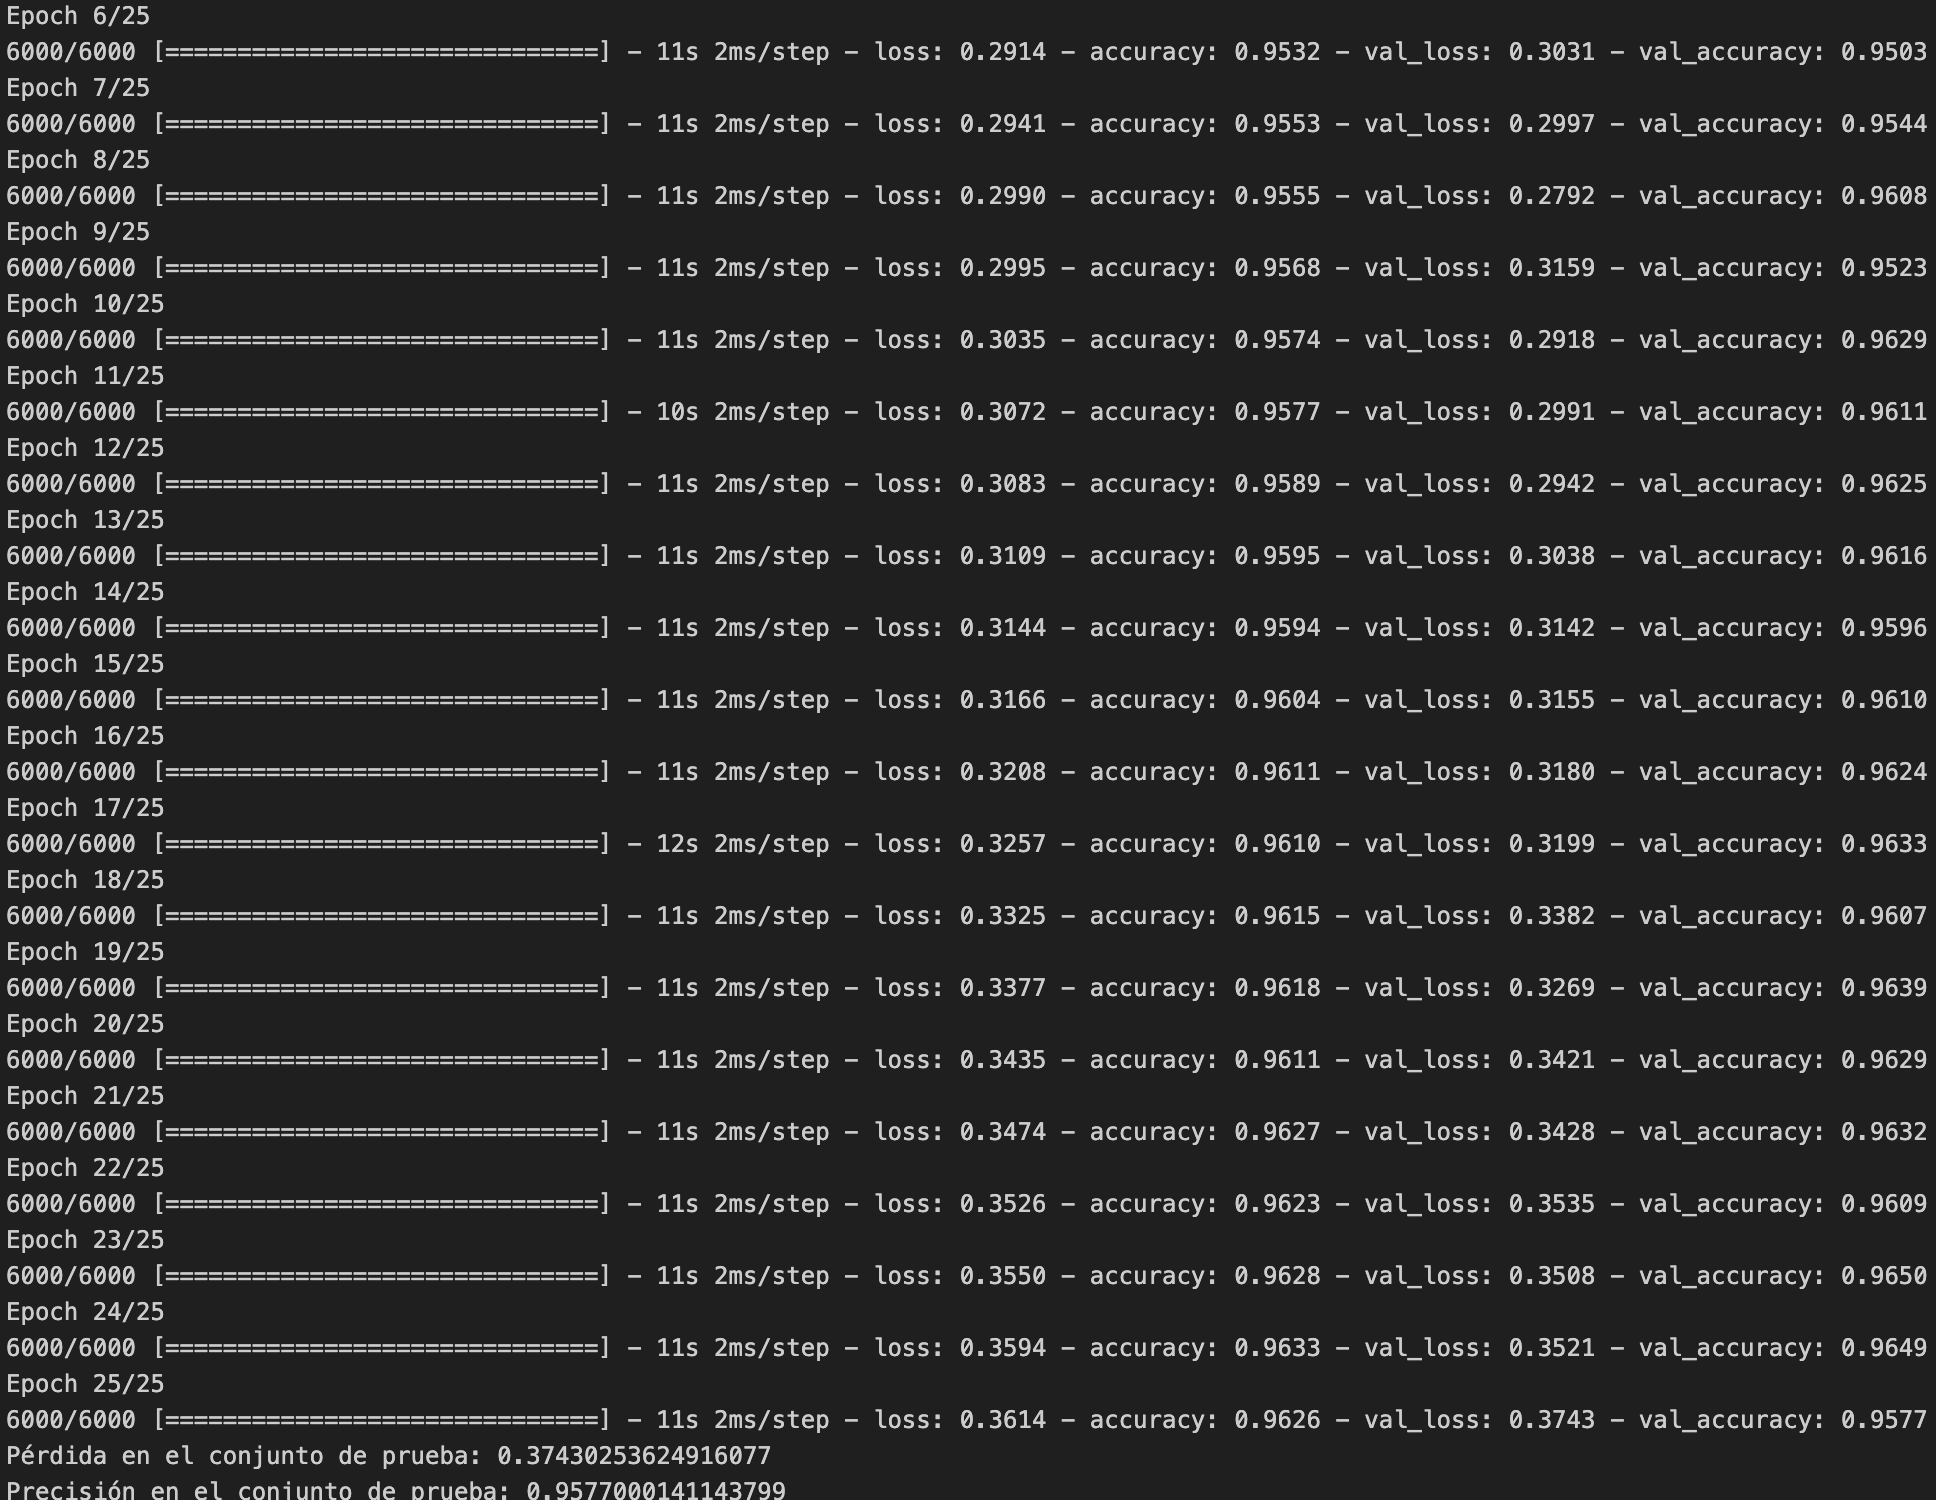 Epoch 6/25
6000/6000 [==============================] - 11s 2ms/step - loss: 0.2914 - accuracy: 0.9532 - val_loss: 0.3031 - val_accuracy: 0.9503
Epoch 7/25
6000/6000 [==============================] - 11s 2ms/step - loss: 0.2941 - accuracy: 0.9553 - val_loss: 0.2997 - val_accuracy: 0.9544
Epoch 8/25
6000/6000 [==============================] - 11s 2ms/step - loss: 0.2990 - accuracy: 0.9555 - val_loss: 0.2792 - val_accuracy: 0.9608
Epoch 9/25
6000/6000 [==============================] - 11s 2ms/step - loss: 0.2995 - accuracy: 0.9568 - val_loss: 0.3159 - val_accuracy: 0.9523
Epoch 10/25
6000/6000 [==============================] - 11s 2ms/step - loss: 0.3035 - accuracy: 0.9574 - val_loss: 0.2918 - val_accuracy: 0.9629
Epoch 11/25
6000/6000 [==============================] - 10s 2ms/step - loss: 0.3072 - accuracy: 0.9577 - val_loss: 0.2991 - val_accuracy: 0.9611
Epoch 12/25
6000/6000 [==============================] - 11s 2ms/step - loss: 0.3083 - accuracy: 0.9589 - val_loss: 0.2942 - val_accuracy: 0.9625
Epoch 13/25
6000/6000 [==============================] - 11s 2ms/step - loss: 0.3109 - accuracy: 0.9595 - val_loss: 0.3038 - val_accuracy: 0.9616
Epoch 14/25
6000/6000 [==============================] - 11s 2ms/step - loss: 0.3144 - accuracy: 0.9594 - val_loss: 0.3142 - val_accuracy: 0.9596
Epoch 15/25
6000/6000 [==============================] - 11s 2ms/step - loss: 0.3166 - accuracy: 0.9604 - val_loss: 0.3155 - val_accuracy: 0.9610
Epoch 16/25
6000/6000 [==============================] - 11s 2ms/step - loss: 0.3208 - accuracy: 0.9611 - val_loss: 0.3180 - val_accuracy: 0.9624
Epoch 17/25
6000/6000 [==============================] - 12s 2ms/step - loss: 0.3257 - accuracy: 0.9610 - val_loss: 0.3199 - val_accuracy: 0.9633
Epoch 18/25
6000/6000 [==============================] - 11s 2ms/step - loss: 0.3325 - accuracy: 0.9615 - val_loss: 0.3382 - val_accuracy: 0.9607
Epoch 19/25
6000/6000 [==============================] - 11s 2ms/step - loss: 0.3377 - accuracy: 0.9618 - val_loss: 0.3269 - val_accuracy: 0.9639
Epoch 20/25
6000/6000 [==============================] - 11s 2ms/step - loss: 0.3435 - accuracy: 0.9611 - val_loss: 0.3421 - val_accuracy: 0.9629
Epoch 21/25
6000/6000 [==============================] - 11s 2ms/step - loss: 0.3474 - accuracy: 0.9627 - val_loss: 0.3428 - val_accuracy: 0.9632
Epoch 22/25
6000/6000 [==============================] - 11s 2ms/step - loss: 0.3526 - accuracy: 0.9623 - val_loss: 0.3535 - val_accuracy: 0.9609
Epoch 23/25
6000/6000 [==============================] - 11s 2ms/step - loss: 0.3550 - accuracy: 0.9628 - val_loss: 0.3508 - val_accuracy: 0.9650
Epoch 24/25
6000/6000 [==============================] - 11s 2ms/step - loss: 0.3594 - accuracy: 0.9633 - val_loss: 0.3521 - val_accuracy: 0.9649
Epoch 25/25
6000/6000 [==============================] - 11s 2ms/step - loss: 0.3614 - accuracy: 0.9626 - val_loss: 0.3743 - val_accuracy: 0.9577
Pérdida en el conjunto de prueba: 0.37430253624916077
Precisión en el conjunto de prueba: 0.9577000141143799